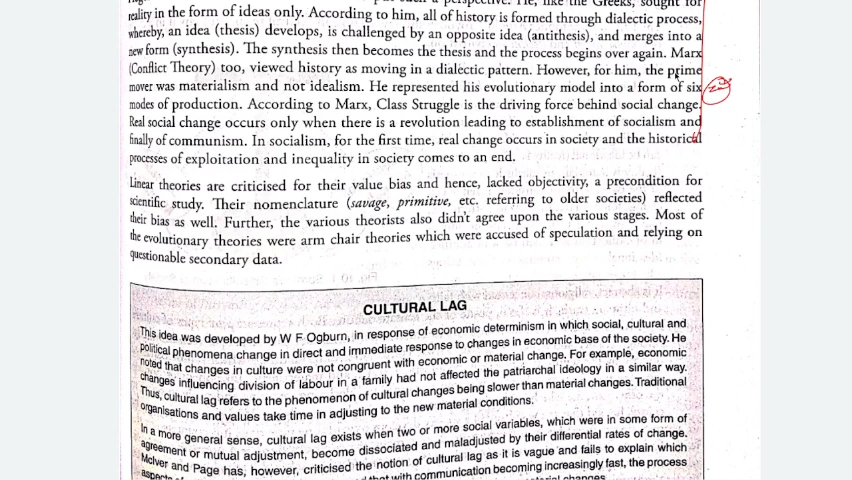 He, like the Greeks, sought for
reality in the form of ideas only. According to him, all of history is formed through dialectic process,
whereby, an idea (thesis) develops, is challenged by an opposite idea (antithesis), and merges into a
new form (synthesis). The synthesis then becomes the thesis and the process begins over again. Marx
(Conflict Theory) too, viewed history as moving in a dialectic pattern. However, for him, the prime
mover was materialism and not idealism. He represented his evolutionary model into a form of six
modes of production. According to Marx, Class Struggle is the driving force behind social change.
Real social change occurs only when there is a revolution leading to establishment of socialism and
finally of communism. In socialism, for the first time, real change occurs in society and the historical
processes of exploitation and inequality in society comes to an end.
Linear theories are criticised for their value bias and hence, lacked objectivity, a precondition for
scientific study. Their nomenclature (savage, primitive, etc. referring to older societies) reflected
their bias as well. Further, the various theorists also didn't agree upon the various stages. Most of
the evolutionary theories were arm chair theories which were accused of speculation and relying on
questionable secondary data.
CULTURAL LAG
This idea was developed by W F Ogburn, in response of economic determinism in which social, cultural and
political phenomena change in direct and immediate response to changes in economic base of the society. He
noted that changes in culture were not congruent with economic or material change. For example, economic
changes influencing division of labour in a family had not affected the patriarchal ideology in a similar way.
Thus, cultural lag refers to the phenomenon of cultural changes being slower than material changes. Traditional
organisations and values take time in adjusting to the new material conditions.
In a more general sense, cultural lag exists when two or more social variables, which were in some form of
agreement or mutual adjustment, become dissociated and maladjusted by their differential rates of change.
McIver and Page has, however, criticised the notion of cultural lag as it is vague and fails to explain which
that with communication becoming increasingly fast, the process